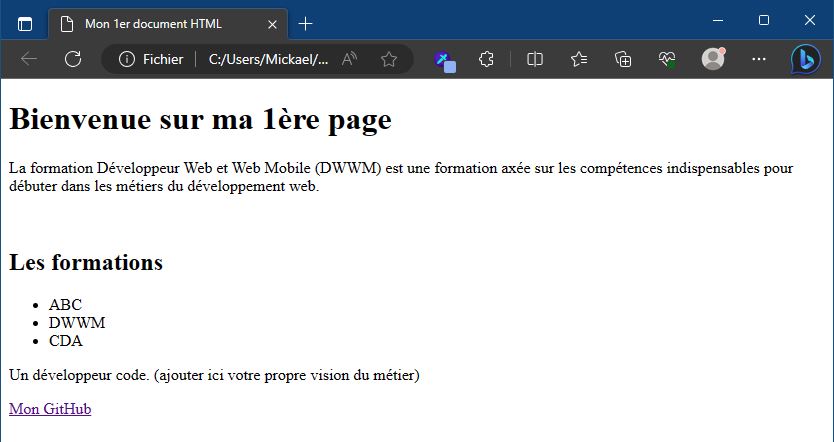 Mon 1er document HTML
Fichier C:/Users/Mickael/...
Bienvenue sur ma 1ère page
La formation Développeur Web et Web Mobile (DWWM) est une formation axée sur les compétences indispensables pour
débuter dans les métiers du développement web.
Les formations
• ABC
• DWWM
• CDA
Un développeur code. (ajouter ici votre propre vision du métier)
Mon GitHub